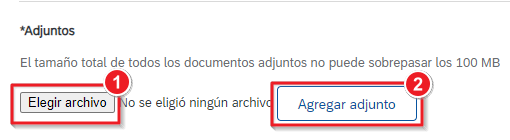 *Adjuntos
El tamaño total de todos los documentos adjuntos no puede sobrepasar los 100 MB
1 2
Elegir archivo No se eligió ningún archivo Agregar adjunto